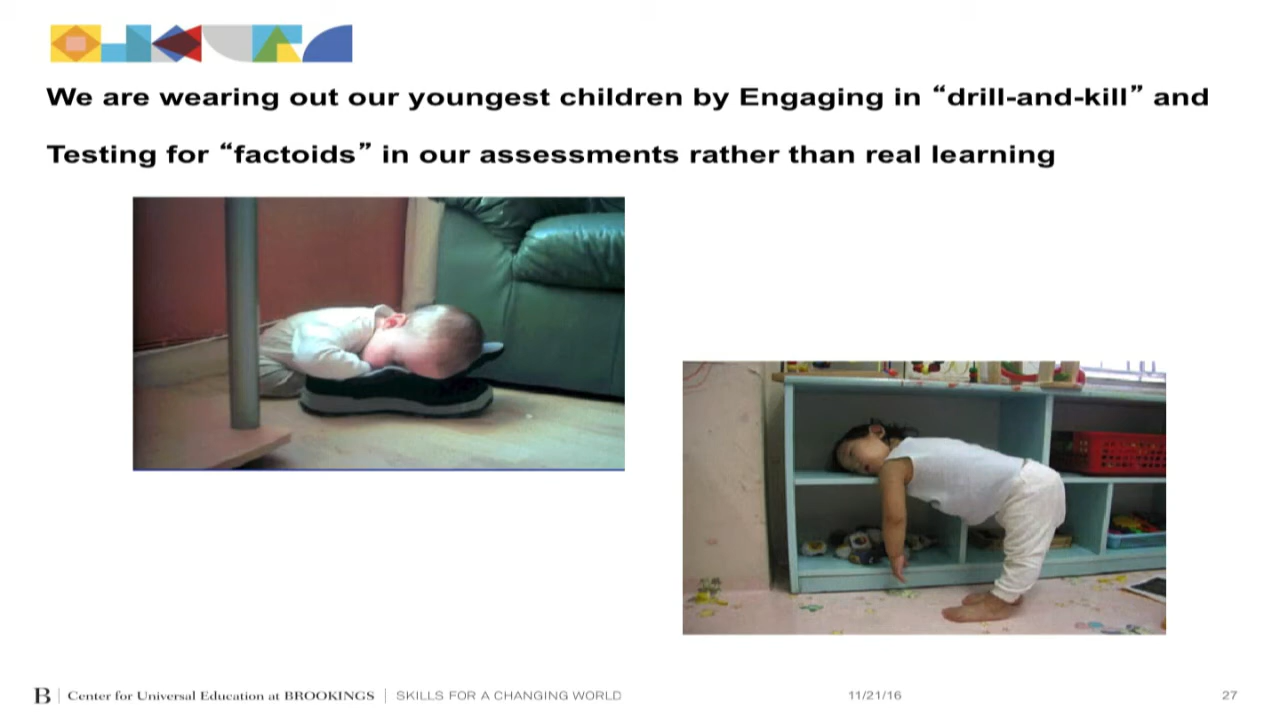 We are wearing out our youngest children by Engaging in “drill-and-kill” and
Testing for “factoids” in our assessments rather than real learning
B | Center for Universal Education at BROOKINGS | SKILLS FOR A CHANGING WORLD 11/21/16 27